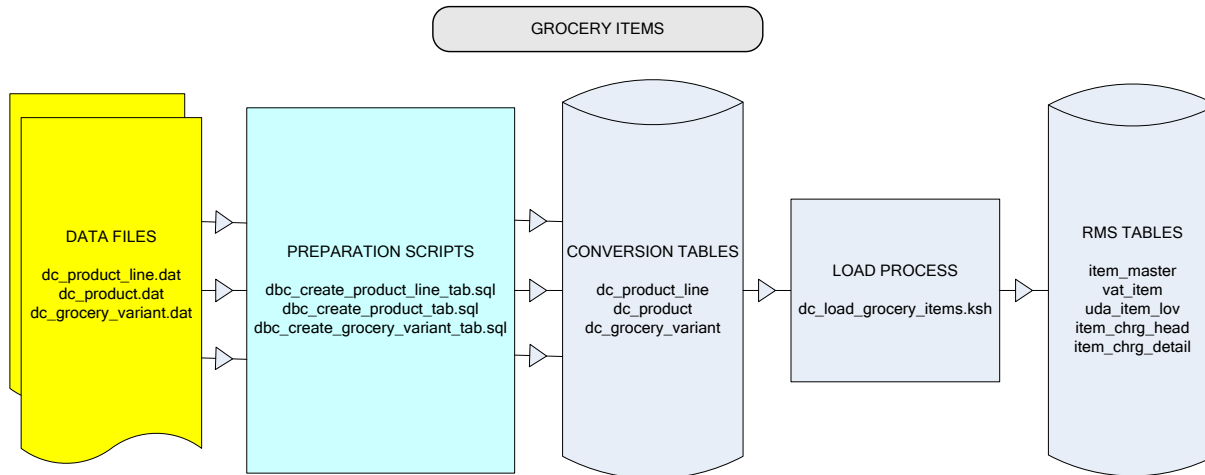 GROCERY ITEMS
DATA FILES
dc_product_line.dat
dc_product.dat
dc_grocery_variant.dat
PREPARATION SCRIPTS
dbc_create_product_line_tab.sql
dbc_create_product_tab.sql
dbc_create_grocery_variant_tab.sql
CONVERSION TABLES
dc_product_line
dc_product
dc_grocery_variant
LOAD PROCESS
dc_load_grocery_items.ksh
RMS TABLES
item_master
vat_item
uda_item_lov
item_chrg_head
item_chrg_detail